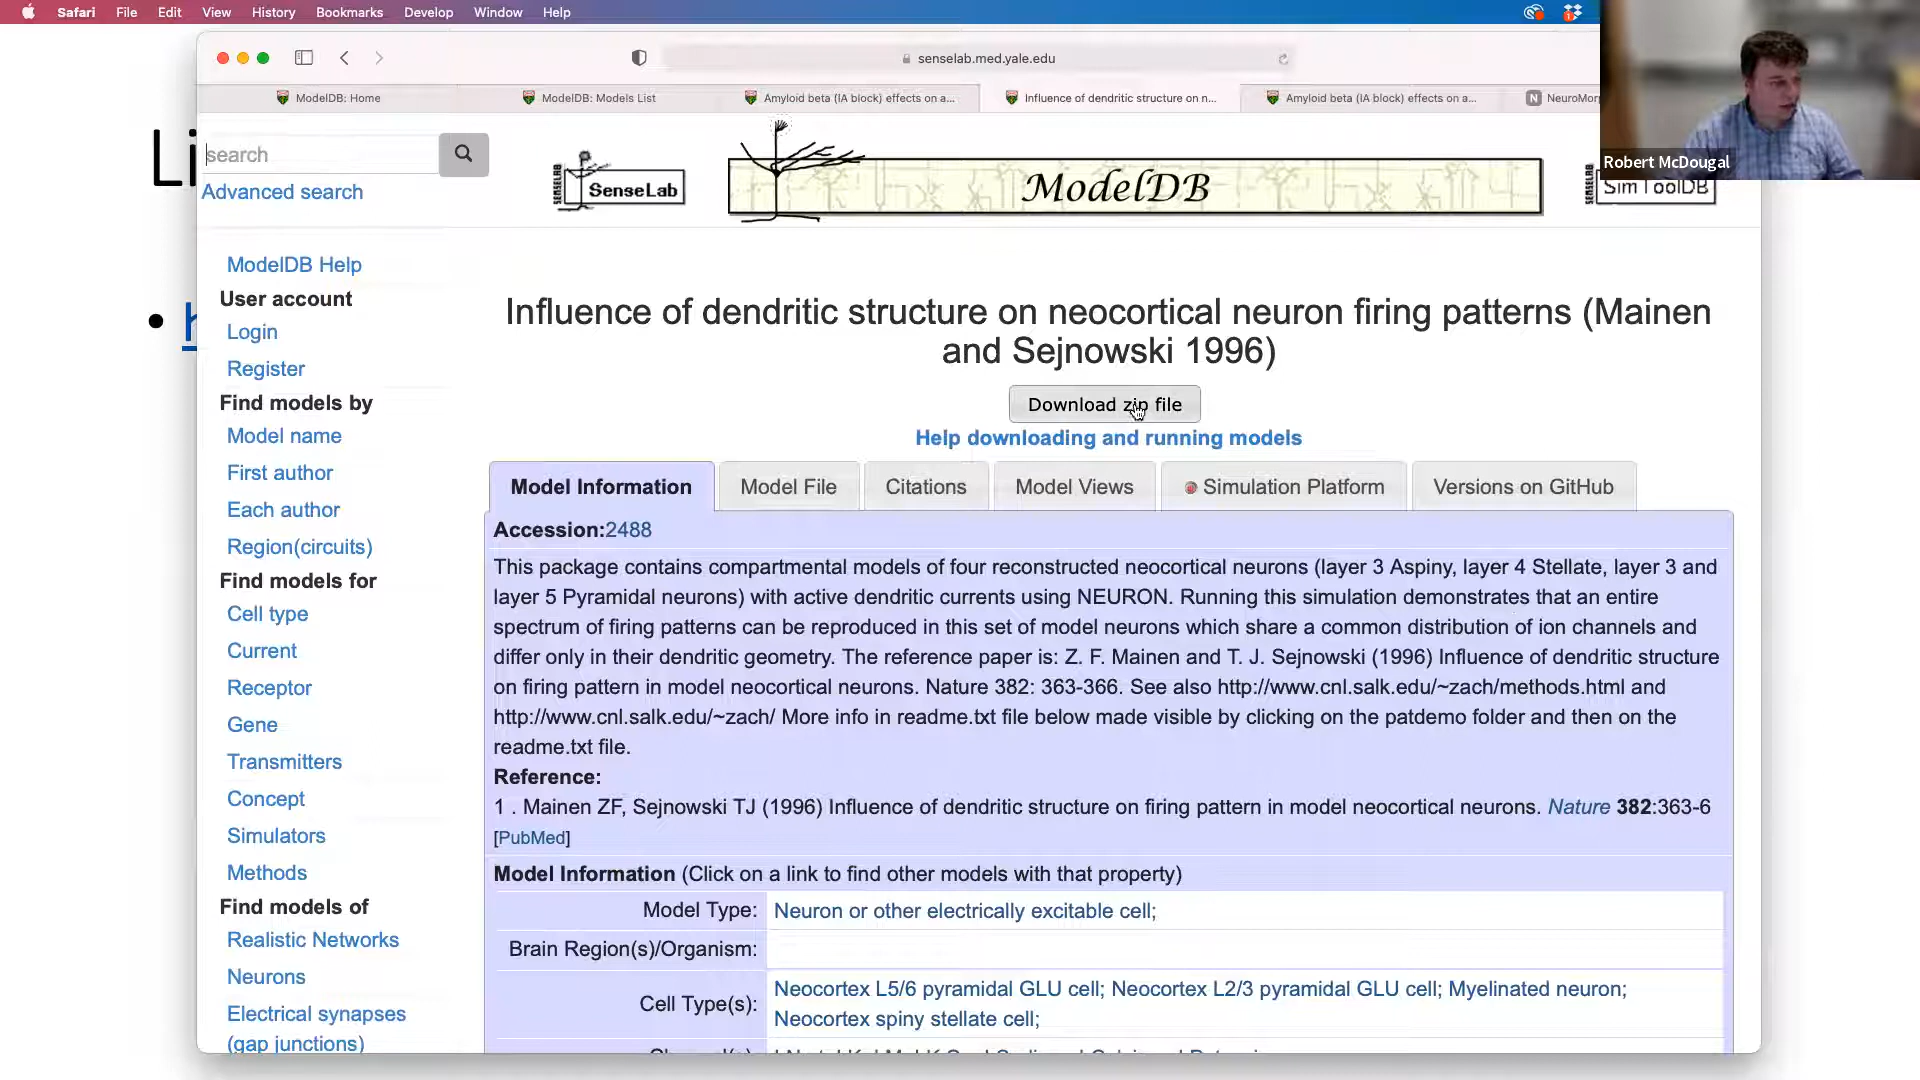 Safari File Edit View History Bookmarks Develop Window Help
senselab.med.yale.edu
ModelDB: Home
ModelDB: Models List
Amyloid beta (IA block) effects on a...
Influence of dendritic structure on n...
Amyloid beta (IA block) effects on a...
N NeuroMor
Robert McDougal
Li
search
Advanced search
SENSELAB SenseLab
ModelDB
SENSELAB SimToolDB
ModelDB Help
User account
Login
Register
Find models by
Model name
First author
Each author
Region(circuits)
Find models for
Cell type
Current
Receptor
Gene
Transmitters
Concept
Simulators
Methods
Find models of
Realistic Networks
Neurons
Electrical synapses
(gap junctions)
Influence of dendritic structure on neocortical neuron firing patterns (Mainen
and Sejnowski 1996)
Download zip file
Help downloading and running models
Model Information
Model File
Citations
Model Views
Simulation Platform
Versions on GitHub
Accession:2488
This package contains compartmental models of four reconstructed neocortical neurons (layer 3 Aspiny, layer 4 Stellate, layer 3 and
layer 5 Pyramidal neurons) with active dendritic currents using NEURON. Running this simulation demonstrates that an entire
spectrum of firing patterns can be reproduced in this set of model neurons which share a common distribution of ion channels and
differ only in their dendritic geometry. The reference paper is: Z. F. Mainen and T. J. Sejnowski (1996) Influence of dendritic structure
on firing pattern in model neocortical neurons. Nature 382: 363-366. See also http://www.cnl.salk.edu/~zach/methods.html and
http://www.cnl.salk.edu/~zach/ More info in readme.txt file below made visible by clicking on the patdemo folder and then on the
readme.txt file.
Reference:
1 . Mainen ZF, Sejnowski TJ (1996) Influence of dendritic structure on firing pattern in model neocortical neurons. Nature 382:363-6
[PubMed]
Model Information (Click on a link to find other models with that property)
Model Type: Neuron or other electrically excitable cell;
Brain Region(s)/Organism:
Cell Type(s): Neocortex L5/6 pyramidal GLU cell; Neocortex L2/3 pyramidal GLU cell; Myelinated neuron;
Neocortex spiny stellate cell;